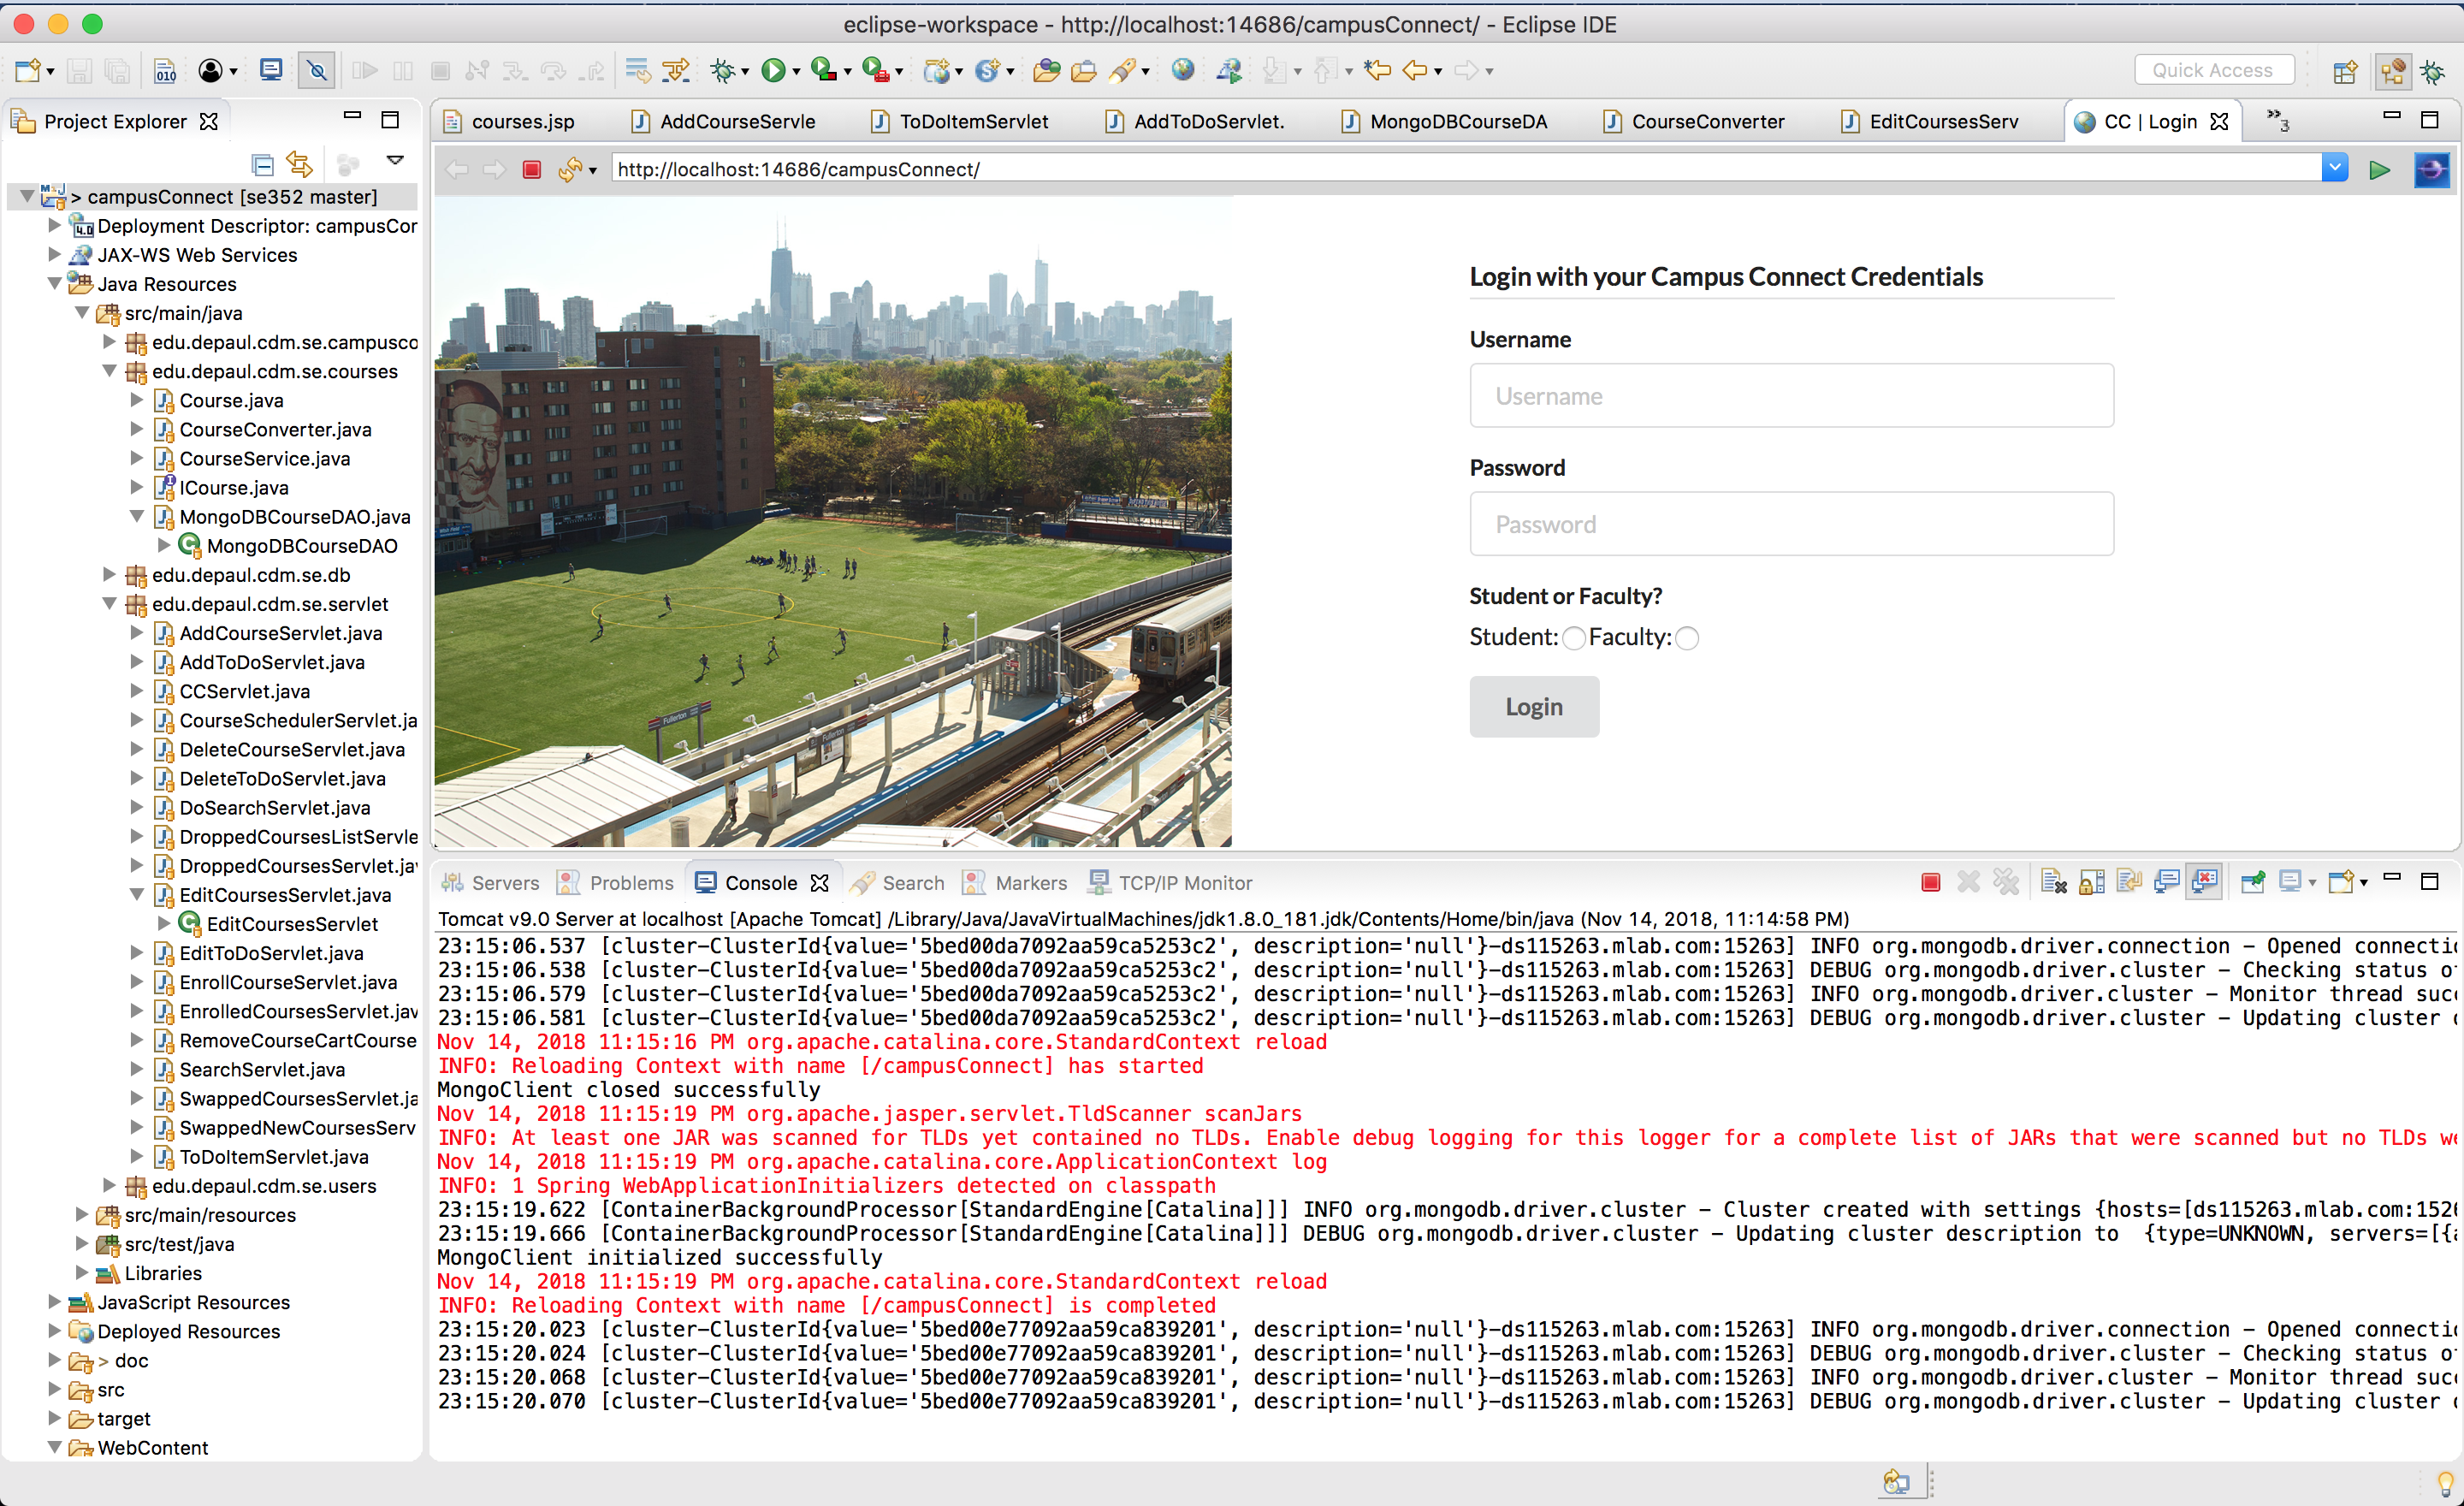 eclipse-workspace - http://localhost:14686/campusConnect/ - Eclipse IDE
Quick Access
Project Explorer
courses.jsp
AddCourseServle
ToDoItemServlet
AddToDoServlet.
MongoDBCourseDA
CourseConverter
EditCoursesServ
CC | Login
»3
http://localhost:14686/campusConnect/
> campusConnect [se352 master]
Deployment Descriptor: campusCor
JAX-WS Web Services
Java Resources
src/main/java
edu.depaul.cdm.se.campusco
edu.depaul.cdm.se.courses
Course.java
CourseConverter.java
CourseService.java
ICourse.java
MongoDBCourseDAO.java
MongoDBCourseDAO
edu.depaul.cdm.se.db
edu.depaul.cdm.se.servlet
AddCourseServlet.java
AddToDoServlet.java
CCServlet.java
CourseSchedulerServlet.ja
DeleteCourseServlet.java
DeleteToDoServlet.java
DoSearchServlet.java
DroppedCoursesListServle
DroppedCoursesServlet.ja
EditCoursesServlet.java
EditCoursesServlet
EditToDoServlet.java
EnrollCourseServlet.java
EnrolledCoursesServlet.jav
RemoveCourseCartCourse
SearchServlet.java
SwappedCoursesServlet.ja
SwappedNewCoursesServ
ToDoItemServlet.java
edu.depaul.cdm.se.users
src/main/resources
src/test/java
Libraries
JavaScript Resources
Deployed Resources
> doc
src
target
WebContent
Fullerton
Fullerton
Login with your Campus Connect Credentials
Username
Username
Password
Password
Student or Faculty?
Student: Faculty:
Login
Servers
Problems
Console
Search
Markers
TCP/IP Monitor
Tomcat v9.0 Server at localhost [Apache Tomcat] /Library/Java/JavaVirtualMachines/jdk1.8.0_181.jdk/Contents/Home/bin/java (Nov 14, 2018, 11:14:58 PM)
23:15:06.537 [cluster-ClusterId{value='5bed00da7092aa59ca5253c2', description='null'}-ds115263.mlab.com:15263] INFO org.mongodb.driver.connection - Opened connectio
23:15:06.538 [cluster-ClusterId{value='5bed00da7092aa59ca5253c2', description='null'}-ds115263.mlab.com:15263] DEBUG org.mongodb.driver.cluster - Checking status of
23:15:06.579 [cluster-ClusterId{value='5bed00da7092aa59ca5253c2', description='null'}-ds115263.mlab.com:15263] INFO org.mongodb.driver.cluster - Monitor thread succ
23:15:06.581 [cluster-ClusterId{value='5bed00da7092aa59ca5253c2', description='null'}-ds115263.mlab.com:15263] DEBUG org.mongodb.driver.cluster - Updating cluster d
Nov 14, 2018 11:15:16 PM org.apache.catalina.core.StandardContext reload
INFO: Reloading Context with name [/campusConnect] has started
MongoClient closed successfully
Nov 14, 2018 11:15:19 PM org.apache.jasper.servlet.TldScanner scanJars
INFO: At least one JAR was scanned for TLDs yet contained no TLDs. Enable debug logging for this logger for a complete list of JARs that were scanned but no TLDs we
Nov 14, 2018 11:15:19 PM org.apache.catalina.core.ApplicationContext log
INFO: 1 Spring WebApplicationInitializers detected on classpath
23:15:19.622 [ContainerBackgroundProcessor[StandardEngine[Catalina]]] INFO org.mongodb.driver.cluster - Cluster created with settings {hosts=[ds115263.mlab.com:1526
23:15:19.666 [ContainerBackgroundProcessor[StandardEngine[Catalina]]] DEBUG org.mongodb.driver.cluster - Updating cluster description to  {type=UNKNOWN, servers=[{a
MongoClient initialized successfully
Nov 14, 2018 11:15:19 PM org.apache.catalina.core.StandardContext reload
INFO: Reloading Context with name [/campusConnect] is completed
23:15:20.023 [cluster-ClusterId{value='5bed00e77092aa59ca839201', description='null'}-ds115263.mlab.com:15263] INFO org.mongodb.driver.connection - Opened connectio
23:15:20.024 [cluster-ClusterId{value='5bed00e77092aa59ca839201', description='null'}-ds115263.mlab.com:15263] DEBUG org.mongodb.driver.cluster - Checking status of
23:15:20.068 [cluster-ClusterId{value='5bed00e77092aa59ca839201', description='null'}-ds115263.mlab.com:15263] INFO org.mongodb.driver.cluster - Monitor thread succ
23:15:20.070 [cluster-ClusterId{value='5bed00e77092aa59ca839201', description='null'}-ds115263.mlab.com:15263] DEBUG org.mongodb.driver.cluster - Updating cluster d